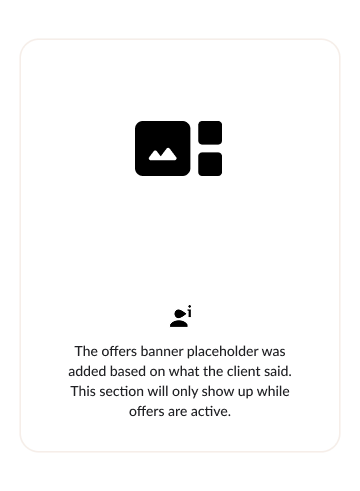 The offers banner placeholder was
added based on what the client said.
This section will only show up while
offers are active.